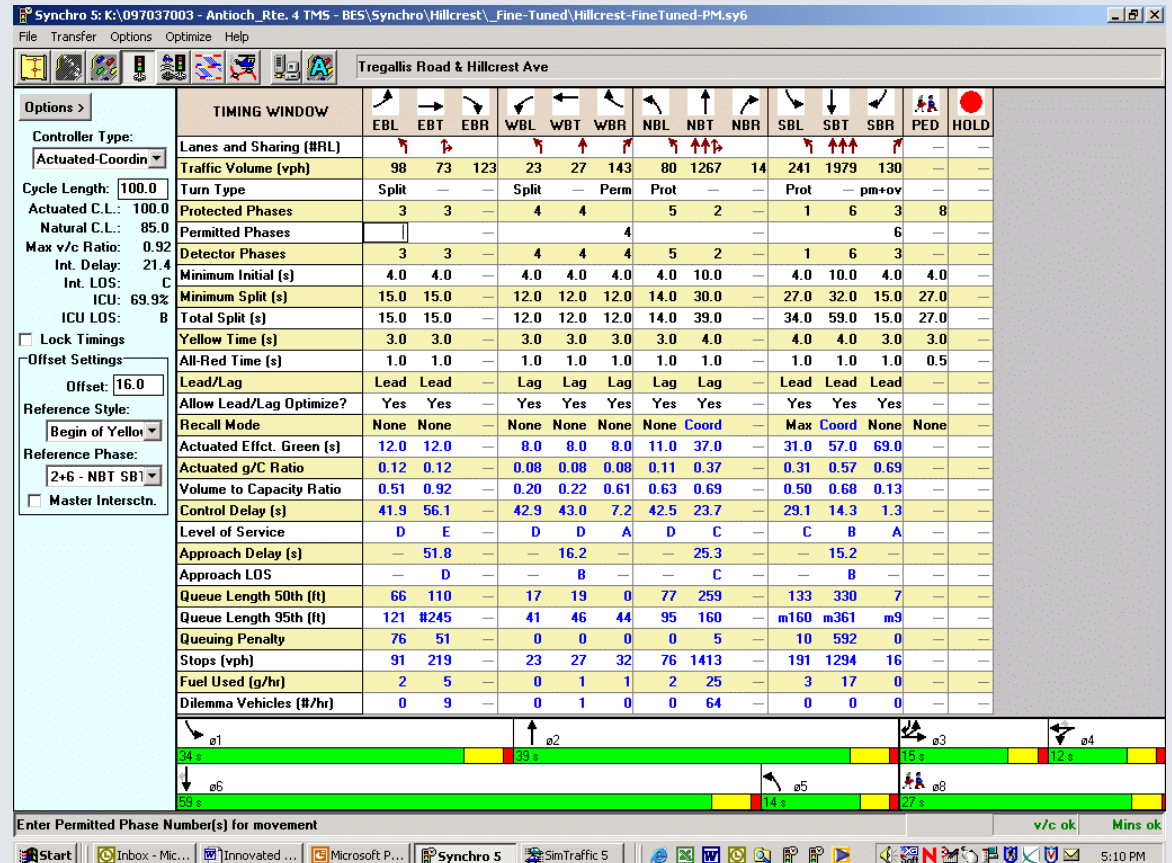 Synchro 5: K:\097037003 - Antioch_Rte. 4 TMS - BES\Synchro\Hillcrest\_Fine-Tuned\Hillcrest-FineTuned-PM.sy6
File Transfer Options Optimize Help
Tregallis Road & Hillcrest Ave
Options >
Controller Type:
Actuated-Coordin
Cycle Length: 100.0
Actuated C.L.: 100.0
Natural C.L.: 85.0
Max v/c Ratio: 0.92
Int. Delay: 21.4
Int. LOS: C
ICU: 69.9%
ICU LOS: B
Lock Timings
Offset Settings
Offset: 16.0
Reference Style:
Begin of Yellov
Reference Phase:
2+6 - NBT SBT
Master Intersctn.
TIMING WINDOW EBL EBT EBR WBL WBT WBR NBL NBT NBR SBL SBT SBR PED HOLD
Lanes and Sharing (#RL) — —
Traffic Volume (vph) 98 73 123 23 27 143 80 1267 14 241 1979 130 — —
Turn Type Split — — Split — Perm Prot — — Prot — pm+ov — —
Protected Phases 3 3 — 4 4 5 2 — 1 6 3 8 —
Permitted Phases — 4 — 6 — —
Detector Phases 3 3 — 4 4 4 5 2 — 1 6 3 — —
Minimum Initial (s) 4.0 4.0 — 4.0 4.0 4.0 4.0 10.0 — 4.0 10.0 4.0 4.0 —
Minimum Split (s) 15.0 15.0 — 12.0 12.0 12.0 14.0 30.0 — 27.0 32.0 15.0 27.0 —
Total Split (s) 15.0 15.0 — 12.0 12.0 12.0 14.0 39.0 — 34.0 59.0 15.0 27.0 —
Yellow Time (s) 3.0 3.0 — 3.0 3.0 3.0 3.0 4.0 — 4.0 4.0 3.0 3.0 —
All-Red Time (s) 1.0 1.0 — 1.0 1.0 1.0 1.0 1.0 — 1.0 1.0 1.0 0.5 —
Lead/Lag Lead Lead — Lag Lag Lag Lag Lag — Lead Lead Lead — —
Allow Lead/Lag Optimize? Yes Yes — Yes Yes Yes Yes Yes — Yes Yes Yes — —
Recall Mode None None — None None None None Coord — Max Coord None None —
Actuated Effct. Green (s) 12.0 12.0 — 8.0 8.0 8.0 11.0 37.0 — 31.0 57.0 69.0 — —
Actuated g/C Ratio 0.12 0.12 — 0.08 0.08 0.08 0.11 0.37 — 0.31 0.57 0.69 — —
Volume to Capacity Ratio 0.51 0.92 — 0.20 0.22 0.61 0.63 0.69 — 0.50 0.68 0.13 — —
Control Delay (s) 41.9 56.1 — 42.9 43.0 7.2 42.5 23.7 — 29.1 14.3 1.3 — —
Level of Service D E — D D A D C — C B A — —
Approach Delay (s) — 51.8 — — 16.2 — — 25.3 — — 15.2 — — —
Approach LOS — D — — B — — C — — B — — —
Queue Length 50th (ft) 66 110 — 17 19 0 77 259 — 133 330 7 — —
Queue Length 95th (ft) 121 #245 — 41 46 44 95 160 — m160 m361 m9 — —
Queuing Penalty 76 51 — 0 0 0 0 5 — 10 592 0 — —
Stops (vph) 91 219 — 23 27 32 76 1413 — 191 1294 16 — —
Fuel Used (g/hr) 2 5 — 0 1 1 2 25 — 3 17 0 — —
Dilemma Vehicles (#/hr) 0 9 — 0 1 0 0 64 — 0 0 0 — —
ø1 ø2 ø3 ø4
34 s 39 s 15 s 12 s
ø6 ø5 ø8
59 s 14 s 27 s
Enter Permitted Phase Number(s) for movement v/c ok Mins ok
Start Inbox - Mic... Innovated ... Microsoft P... Synchro 5 SimTraffic 5 5:10 PM